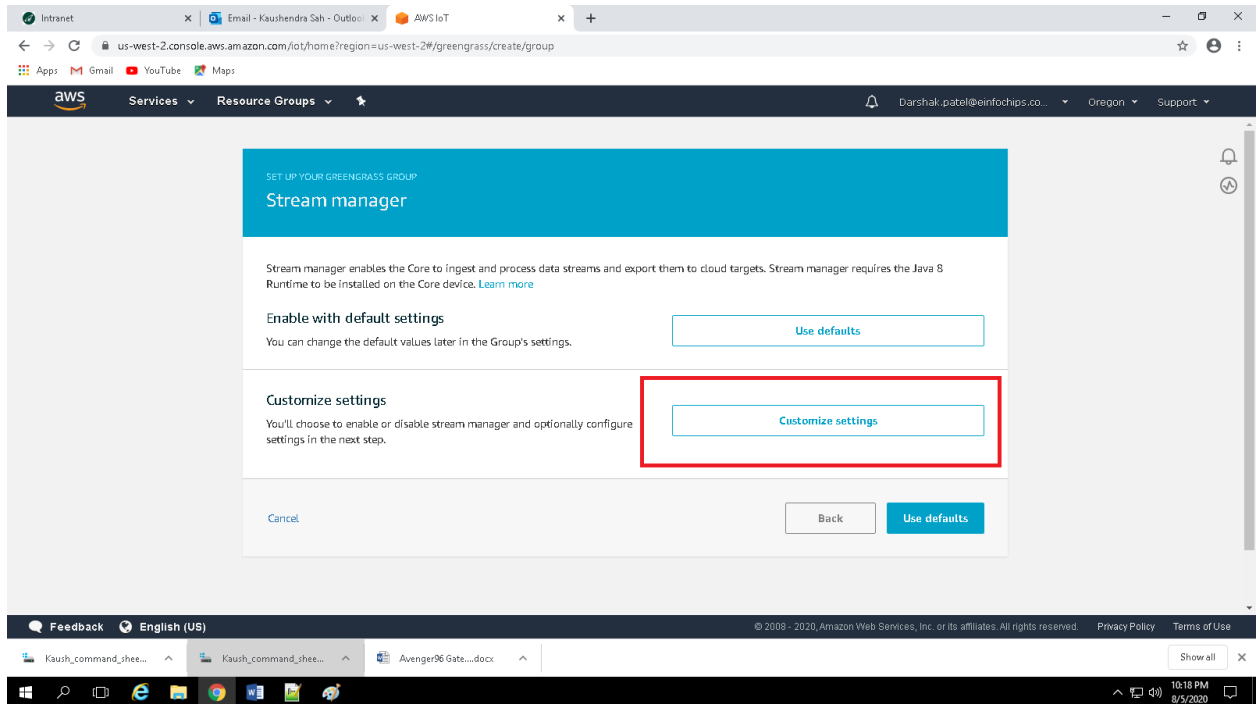 Intranet
Email - Kaushendra Sah - Outloo
AWS IoT
us-west-2.console.aws.amazon.com/iot/home?region=us-west-2#/greengrass/create/group
Apps Gmail YouTube Maps
aws Services Resource Groups Darshak.patel@einfochips.co... Oregon Support
SET UP YOUR GREENGRASS GROUP
Stream manager
Stream manager enables the Core to ingest and process data streams and export them to cloud targets. Stream manager requires the Java 8
Runtime to be installed on the Core device. Learn more
Enable with default settings
You can change the default values later in the Group's settings.
Use defaults
Customize settings
You'll choose to enable or disable stream manager and optionally configure
settings in the next step.
Customize settings
Cancel Back Use defaults
Feedback English (US) © 2008 - 2020, Amazon Web Services, Inc. or its affiliates. All rights reserved. Privacy Policy Terms of Use
Kaush_command_shee... Kaush_command_shee... Avenger96 Gate....docx Show all
10:18 PM
8/5/2020